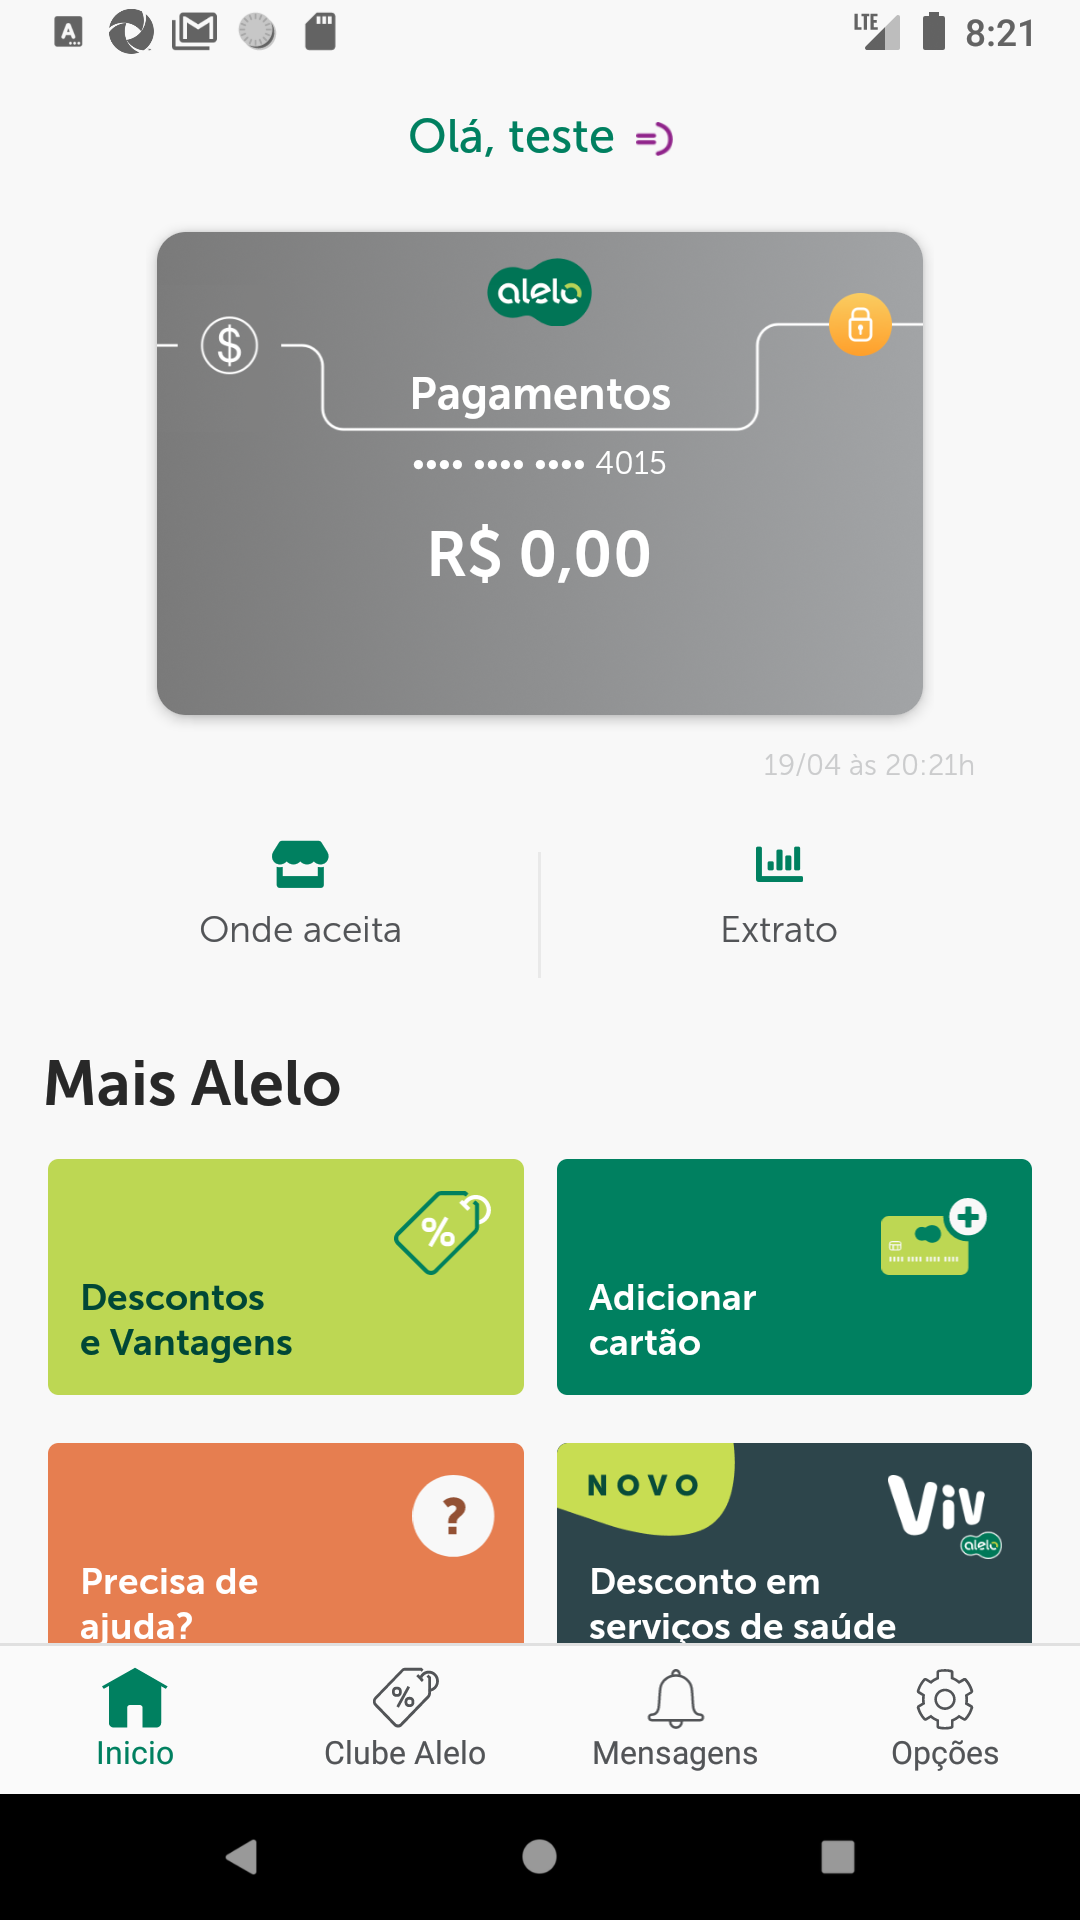 LTE 8:21
Olá, teste =)
alelo
$
Pagamentos
•••• •••• •••• 4015
R$ 0,00
19/04 às 20:21h
Onde aceita
Extrato
Mais Alelo
%
Descontos
e Vantagens
Adicionar
cartão
?
Precisa de
ajuda?
NOVO
Viv
alelo
Desconto em
serviços de saúde
Inicio
Clube Alelo
Mensagens
Opções